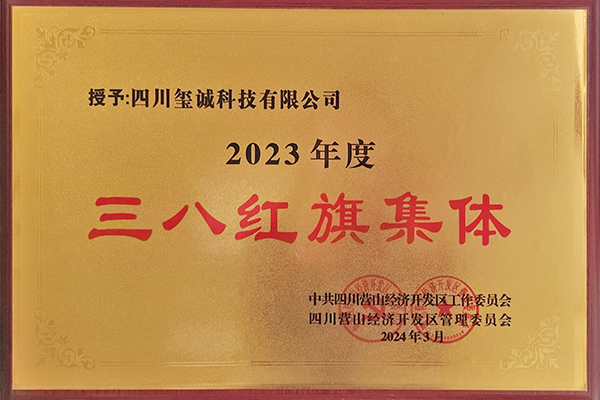 授予:四川玺诚科技有限公司
2023年度
三八红旗集体
中共四川营山经济开发区工作委员会
四川营山经济开发区管理委员会
2024年3月